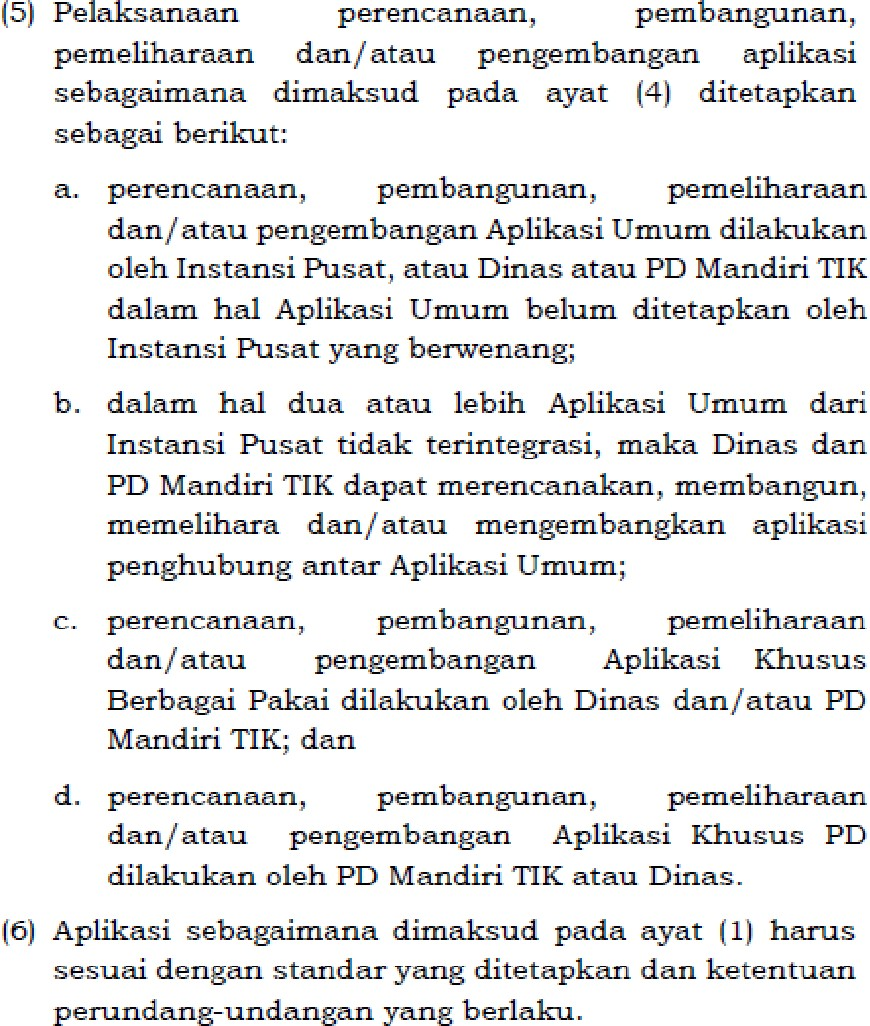 (5) Pelaksanaan perencanaan, pembangunan,
pemeliharaan dan/atau pengembangan aplikasi
sebagaimana dimaksud pada ayat (4) ditetapkan
sebagai berikut:
a. perencanaan, pembangunan, pemeliharaan
dan/atau pengembangan Aplikasi Umum dilakukan
oleh Instansi Pusat, atau Dinas atau PD Mandiri TIK
dalam hal Aplikasi Umum belum ditetapkan oleh
Instansi Pusat yang berwenang;
b. dalam hal dua atau lebih Aplikasi Umum dari
Instansi Pusat tidak terintegrasi, maka Dinas dan
PD Mandiri TIK dapat merencanakan, membangun,
memelihara dan/atau mengembangkan aplikasi
penghubung antar Aplikasi Umum;
c. perencanaan, pembangunan, pemeliharaan
dan/atau pengembangan Aplikasi Khusus
Berbagai Pakai dilakukan oleh Dinas dan/atau PD
Mandiri TIK; dan
d. perencanaan, pembangunan, pemeliharaan
dan/atau pengembangan Aplikasi Khusus PD
dilakukan oleh PD Mandiri TIK atau Dinas.
(6) Aplikasi sebagaimana dimaksud pada ayat (1) harus
sesuai dengan standar yang ditetapkan dan ketentuan
perundang-undangan yang berlaku.